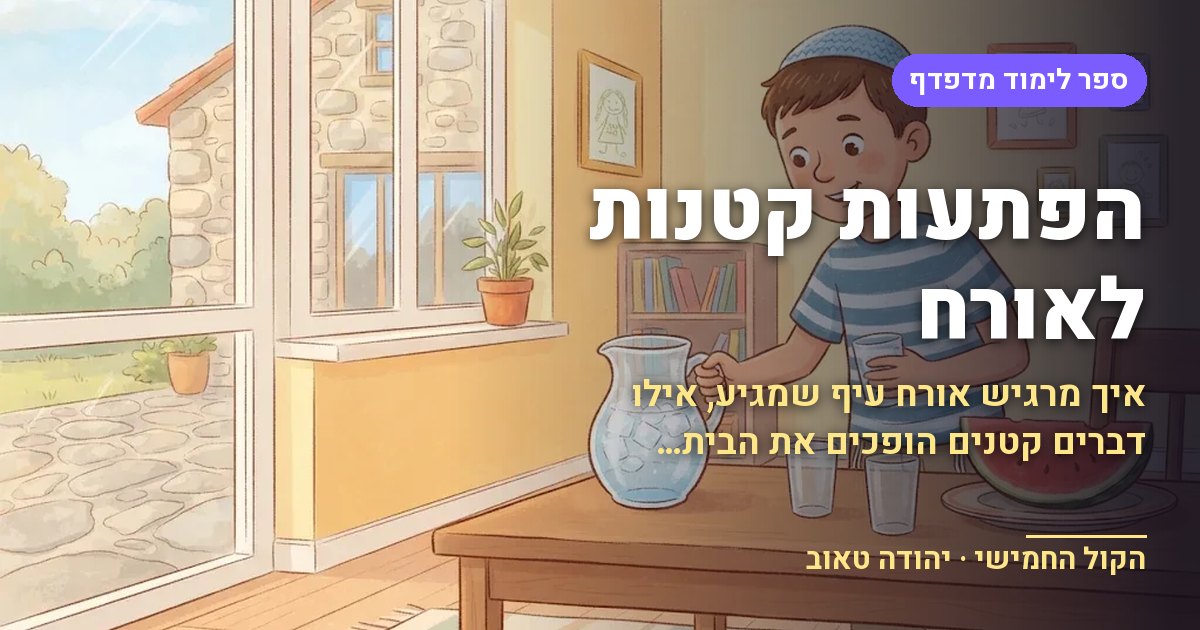 ספר לימוד מדפדף
הפתעות קטנות
לאורח
איך מרגיש אורח עיף שמגיע, אילו
דברים קטנים הופכים את הבית...
הקול החמישי · יהודה טאוב